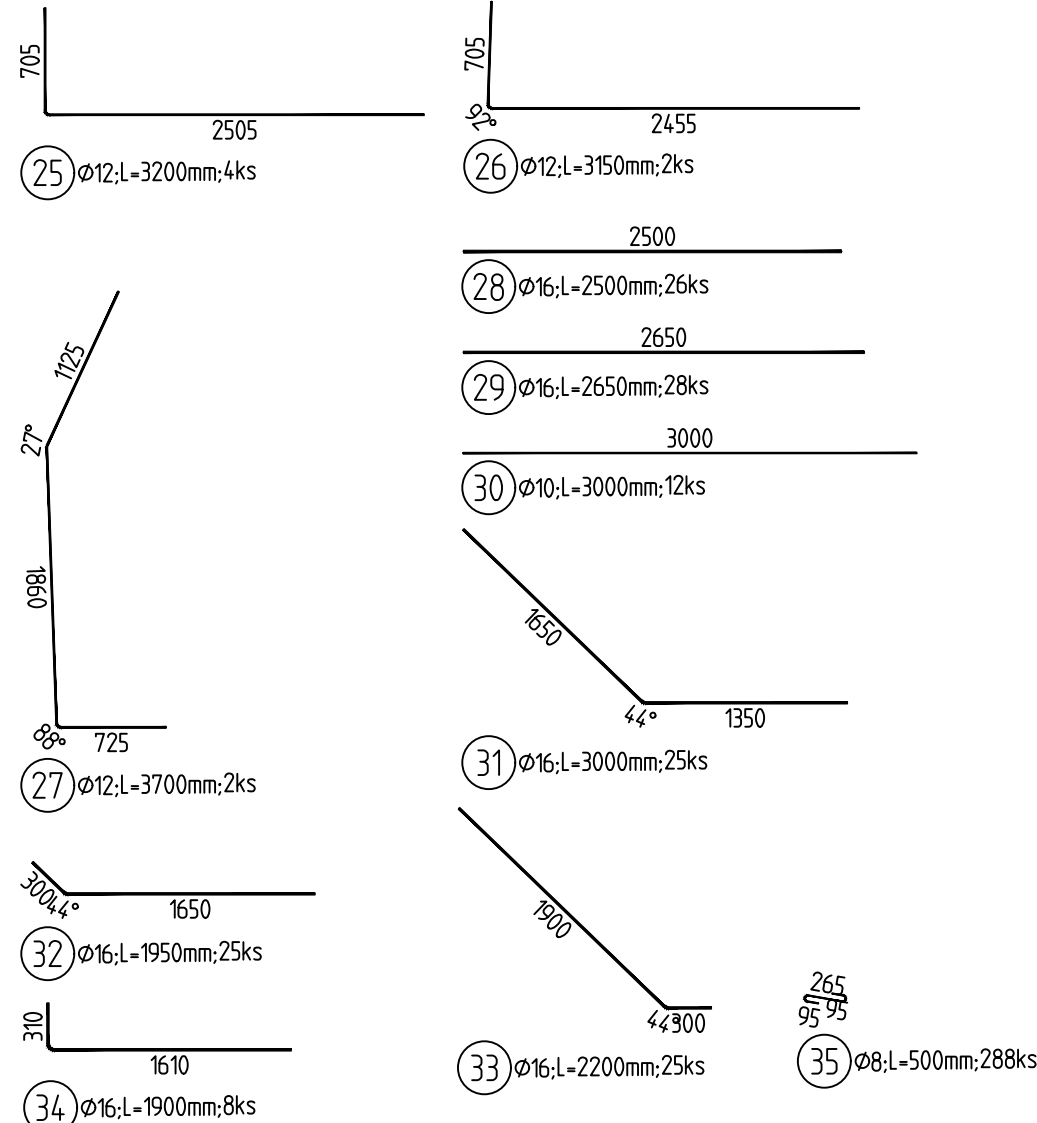 705
2505
25 Ø12;L=3200mm;4ks
705
92°
2455
26 Ø12;L=3150mm;2ks
2500
28 Ø16;L=2500mm;26ks
2650
29 Ø16;L=2650mm;28ks
3000
30 Ø10;L=3000mm;12ks
1125
27°
1860
88°
725
27 Ø12;L=3700mm;2ks
1650
44°
1350
31 Ø16;L=3000mm;25ks
300
44°
1650
32 Ø16;L=1950mm;25ks
1900
44°
300
33 Ø16;L=2200mm;25ks
310
1610
34 Ø16;L=1900mm;8ks
265
95
95
35 Ø8;L=500mm;288ks